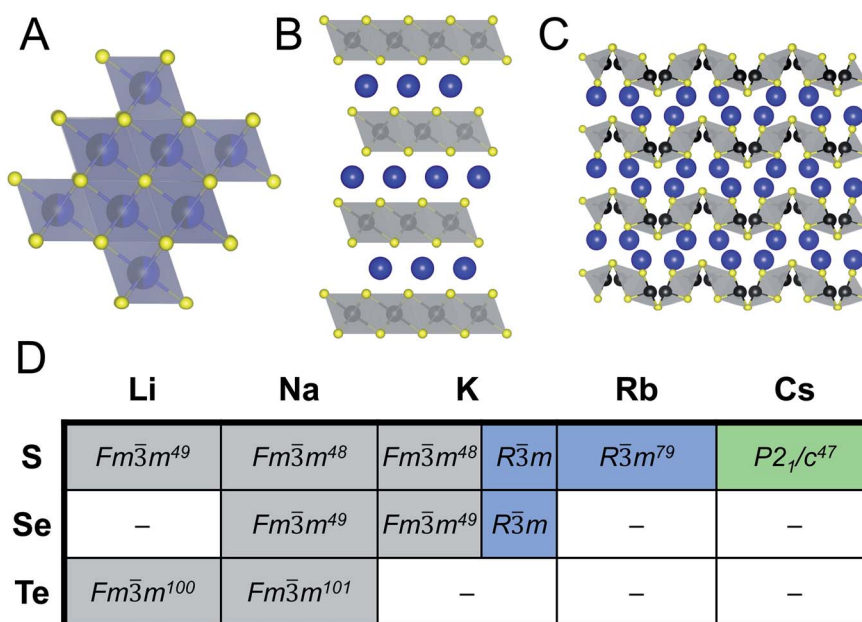 A
B
C
D
Li Na K Rb Cs
S Fm3̅m⁴⁹ Fm3̅m⁴⁸ Fm3̅m⁴⁸ R3̅m R3̅m⁷⁹ P2₁/c⁴⁷
Se – Fm3̅m⁴⁹ Fm3̅m⁴⁹ R3̅m – –
Te Fm3̅m¹⁰⁰ Fm3̅m¹⁰¹ – – –